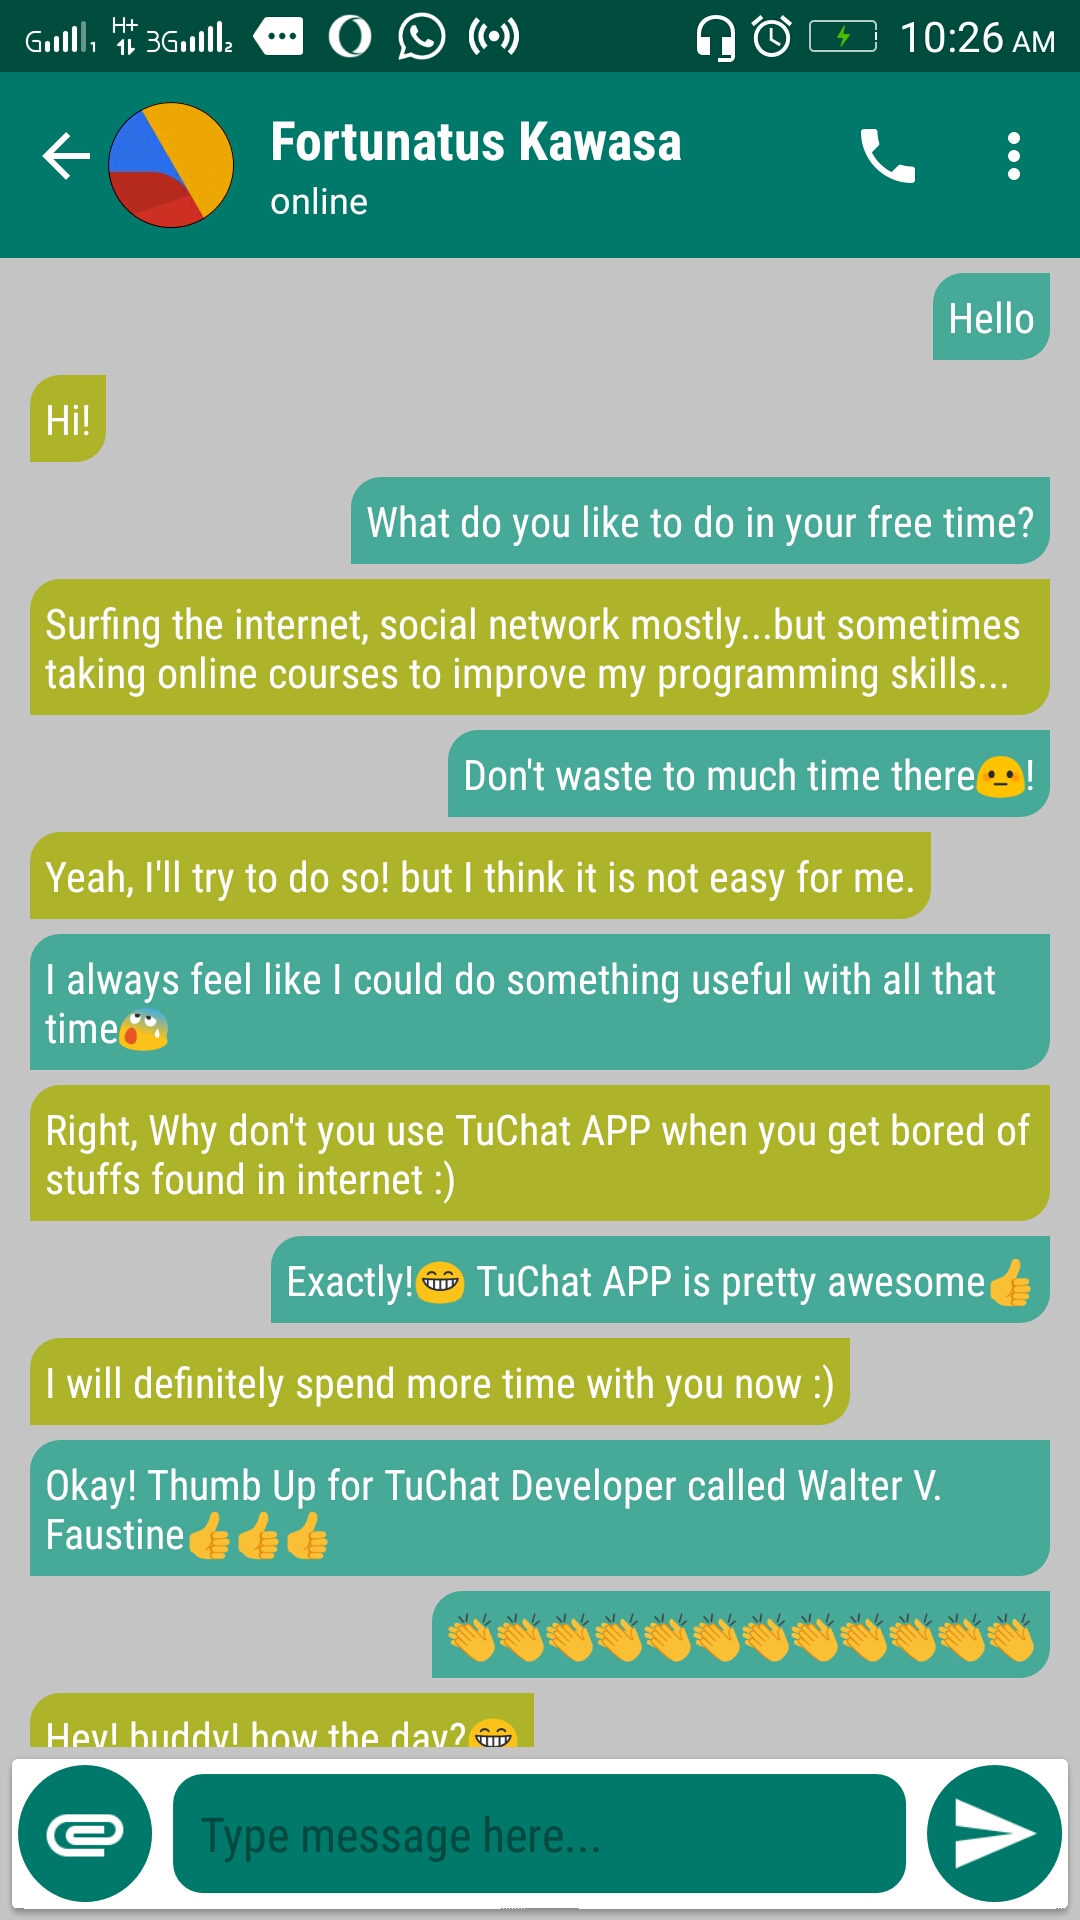 G 1 H+ 3G 2 10:26 AM
Fortunatus Kawasa
online
Hello
Hi!
What do you like to do in your free time?
Surfing the internet, social network mostly...but sometimes
taking online courses to improve my programming skills...
Don't waste to much time there😳!
Yeah, I'll try to do so! but I think it is not easy for me.
I always feel like I could do something useful with all that
time😰
Right, Why don't you use TuChat APP when you get bored of
stuffs found in internet :)
Exactly!😁 TuChat APP is pretty awesome👍
I will definitely spend more time with you now :)
Okay! Thumb Up for TuChat Developer called Walter V.
Faustine👍👍👍
👏👏👏👏👏👏👏👏👏👏👏👏
Hey! buddy! how the day?😁
Type message here...